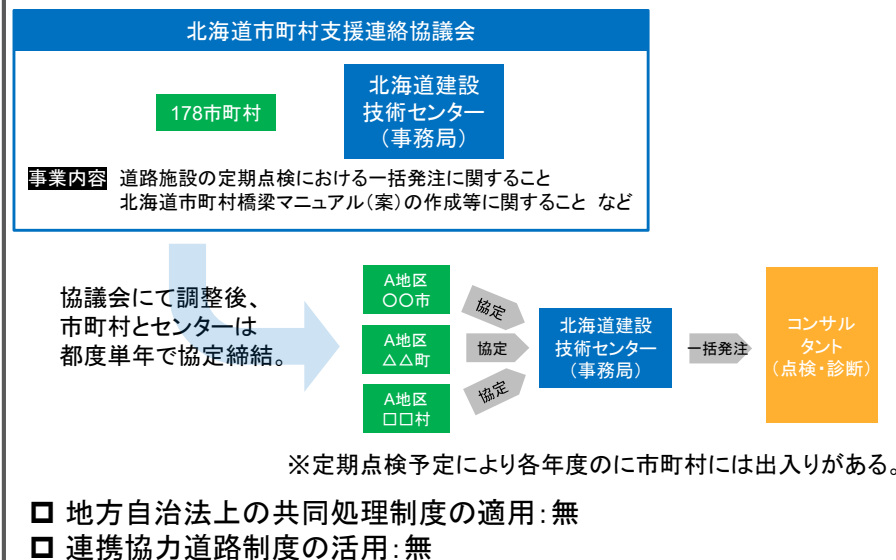 北海道市町村支援連絡協議会
178市町村
北海道建設
技術センター
（事務局）
事業内容 道路施設の定期点検における一括発注に関すること
北海道市町村橋梁マニュアル（案）の作成等に関すること など
協議会にて調整後、
市町村とセンターは
都度単年で協定締結。
A地区
〇〇市
協定
A地区
△△町
協定
A地区
□□村
協定
北海道建設
技術センター
（事務局）
一括発注
コンサル
タント
（点検・診断）
※定期点検予定により各年度のに市町村には出入りがある。
□ 地方自治法上の共同処理制度の適用：無
□ 連携協力道路制度の活用：無